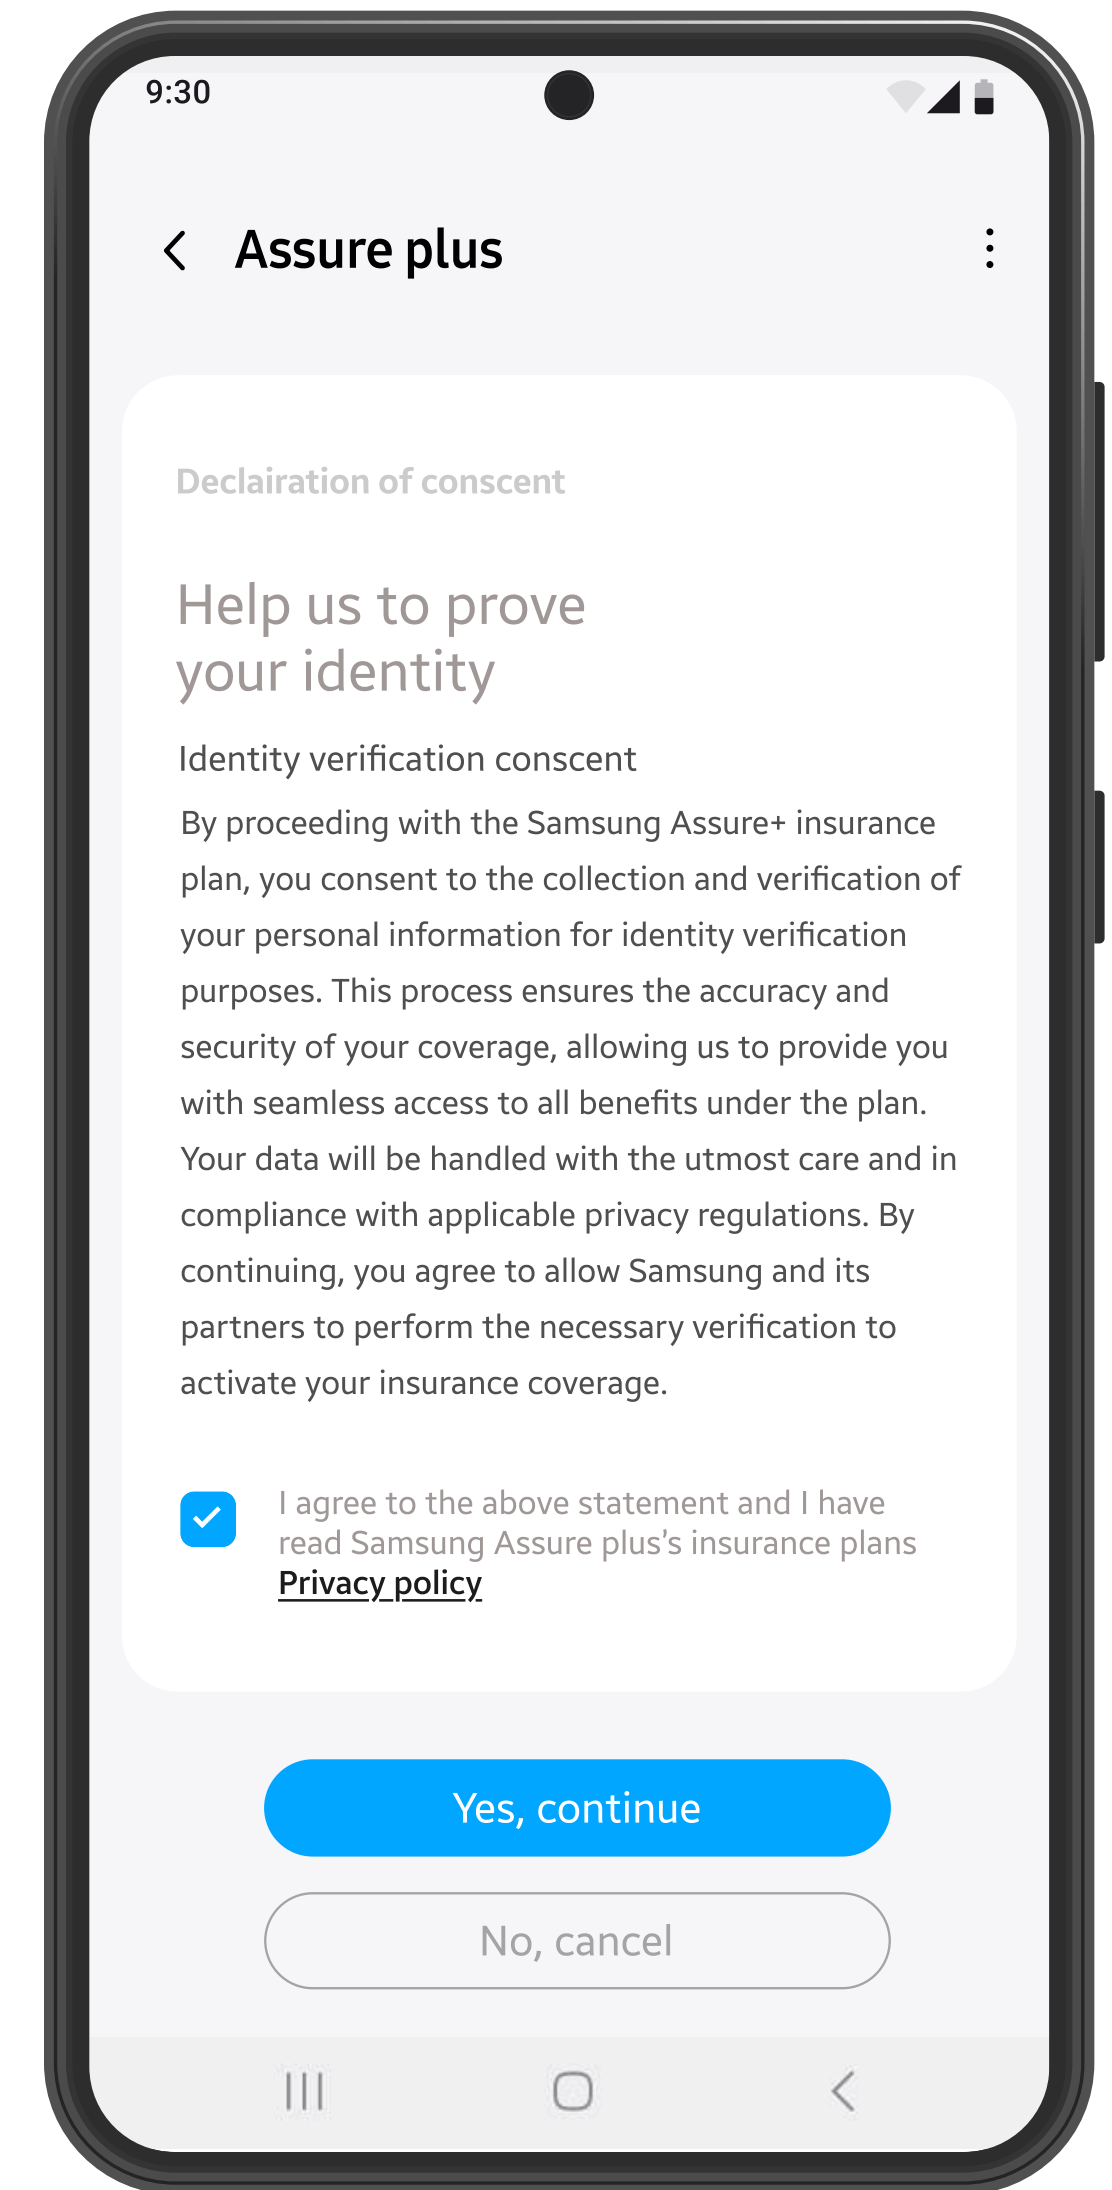 9:30
Assure plus
Declairation of conscent
Help us to prove
your identity
Identity verification conscent
By proceeding with the Samsung Assure+ insurance
plan, you consent to the collection and verification of
your personal information for identity verification
purposes. This process ensures the accuracy and
security of your coverage, allowing us to provide you
with seamless access to all benefits under the plan.
Your data will be handled with the utmost care and in
compliance with applicable privacy regulations. By
continuing, you agree to allow Samsung and its
partners to perform the necessary verification to
activate your insurance coverage.
I agree to the above statement and I have
read Samsung Assure plus’s insurance plans
Privacy policy
Yes, continue
No, cancel